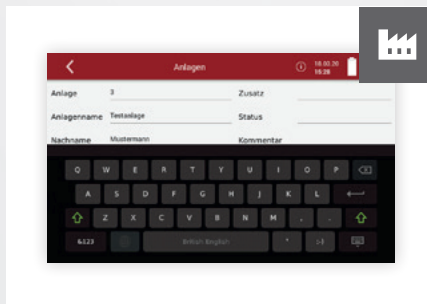 Anlagen
18.03.20
15:28
Anlage 3 Zusatz
Anlagenname Testanlage Status
Nachname Mustermann Kommentar
Q W E R T Y U I O P
A S D F G H J K L
Z X C V B N M , .
&123 British English ' :-)